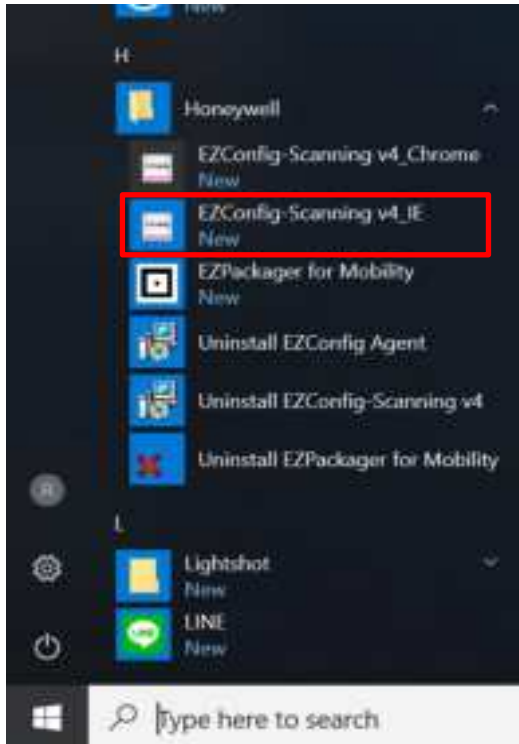 New
H
Honeywell
EZConfig-Scanning v4_Chrome
New
EZConfig-Scanning v4_IE
New
EZPackager for Mobility
New
Uninstall EZConfig Agent
Uninstall EZConfig-Scanning v4
Uninstall EZPackager for Mobility
R
L
Lightshot
New
LINE
LINE
New
Type here to search